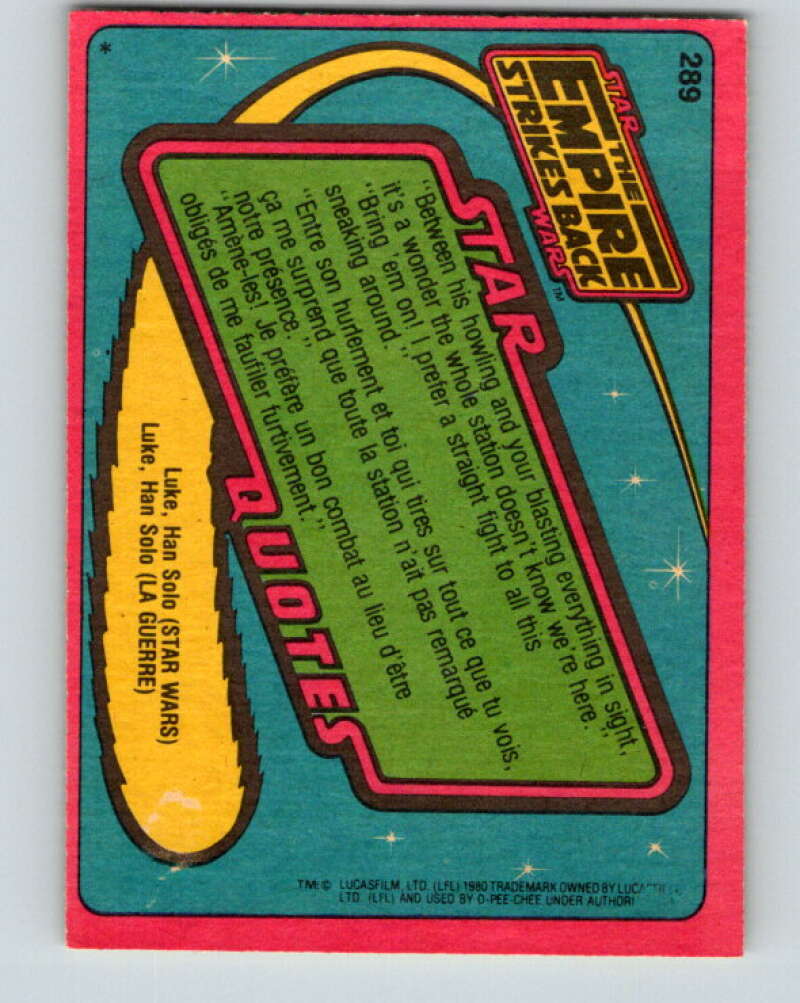 289
STAR
THE
EMPIRE
STRIKES BACK
WARS™
STAR
"Between his howling and your blasting everything in sight,
it's a wonder the whole station doesn't know we're here."
"Bring 'em on! I prefer a straight fight to all this
sneaking around."
"Entre son hurlement et toi qui tires sur tout ce que tu vois,
ça me surprend que toute la station n'ait pas remarqué
notre présence."
"Amène-les! Je préfère un bon combat au lieu d'être
obligés de me faufiler furtivement."
QUOTES
Luke, Han Solo (STAR WARS)
Luke, Han Solo (LA GUERRE)
*
TM: © LUCASFILM, LTD. (LFL) 1980 TRADEMARK OWNED BY
LTD. (LFL) AND USED BY O-PEE-CHEE UNDER